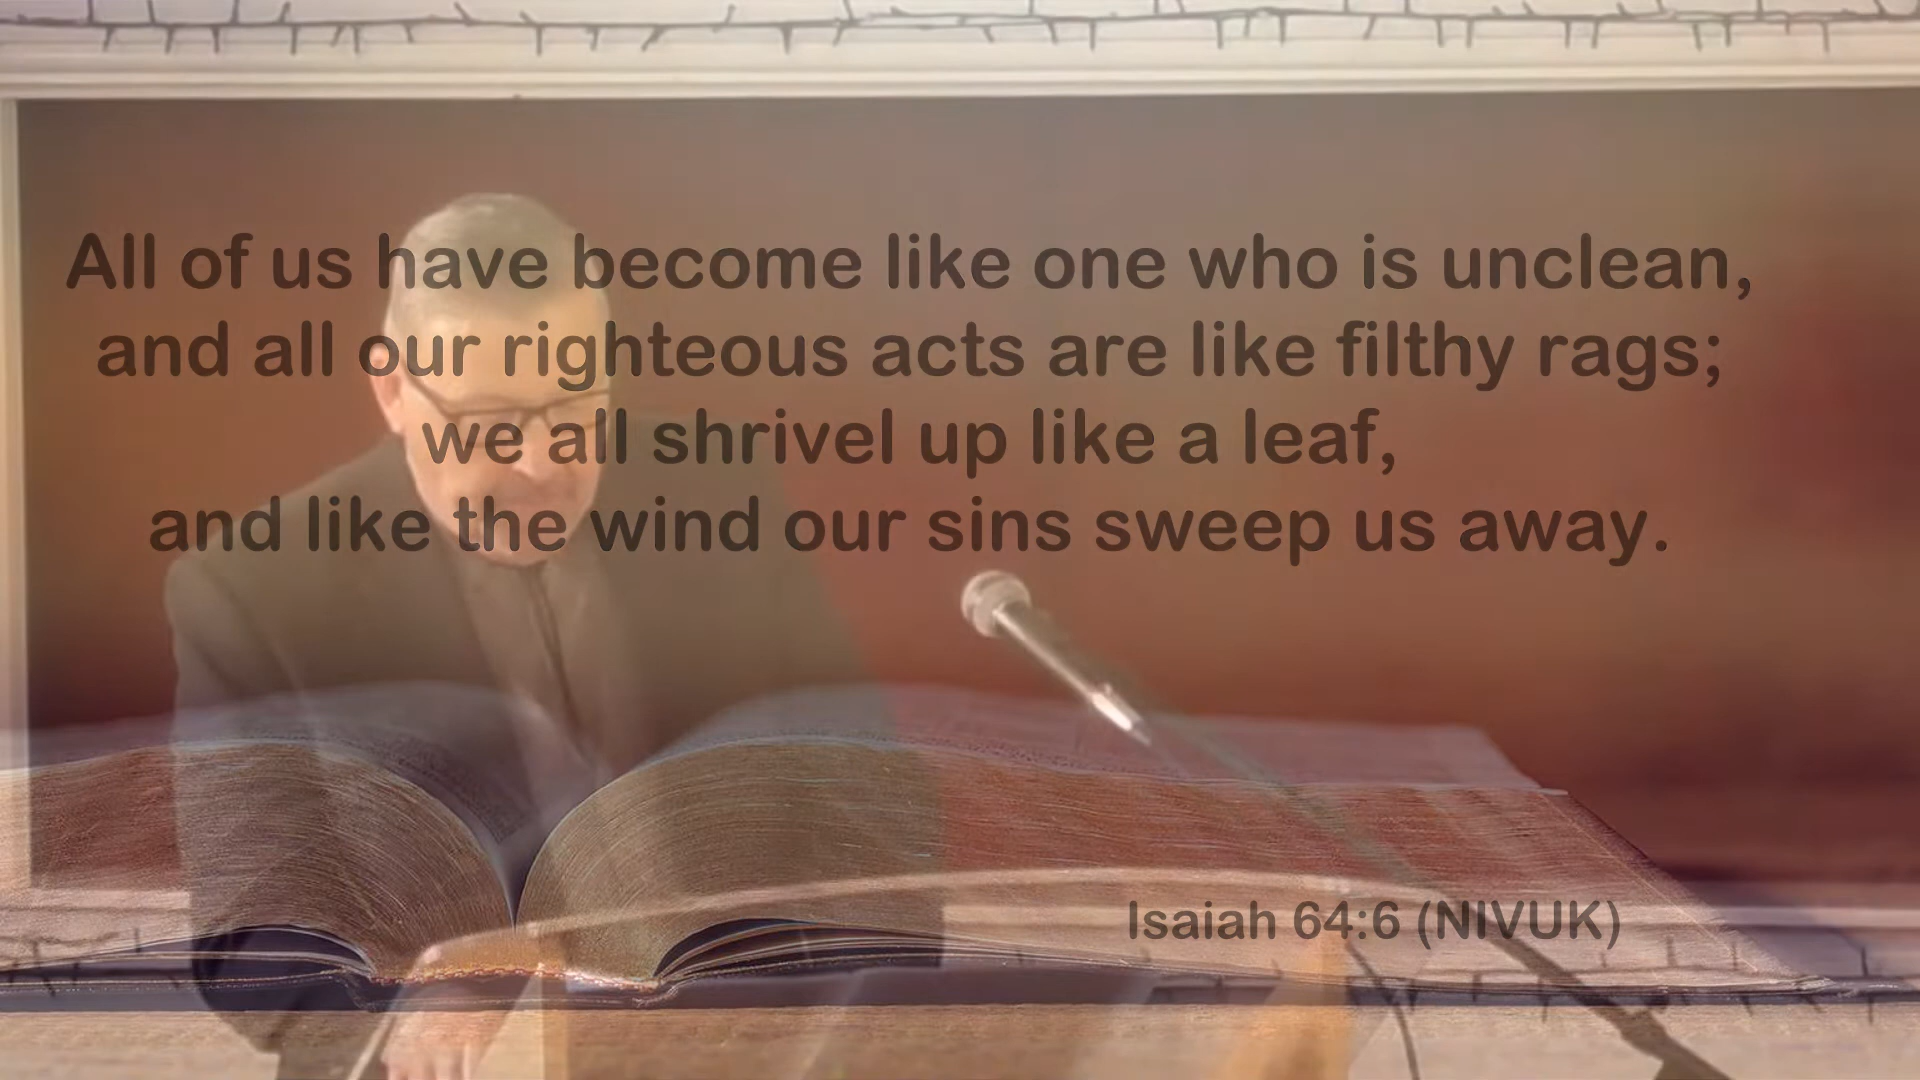 All of us have become like one who is unclean,
and all our righteous acts are like filthy rags;
we all shrivel up like a leaf,
and like the wind our sins sweep us away.
Isaiah 64:6 (NIVUK)